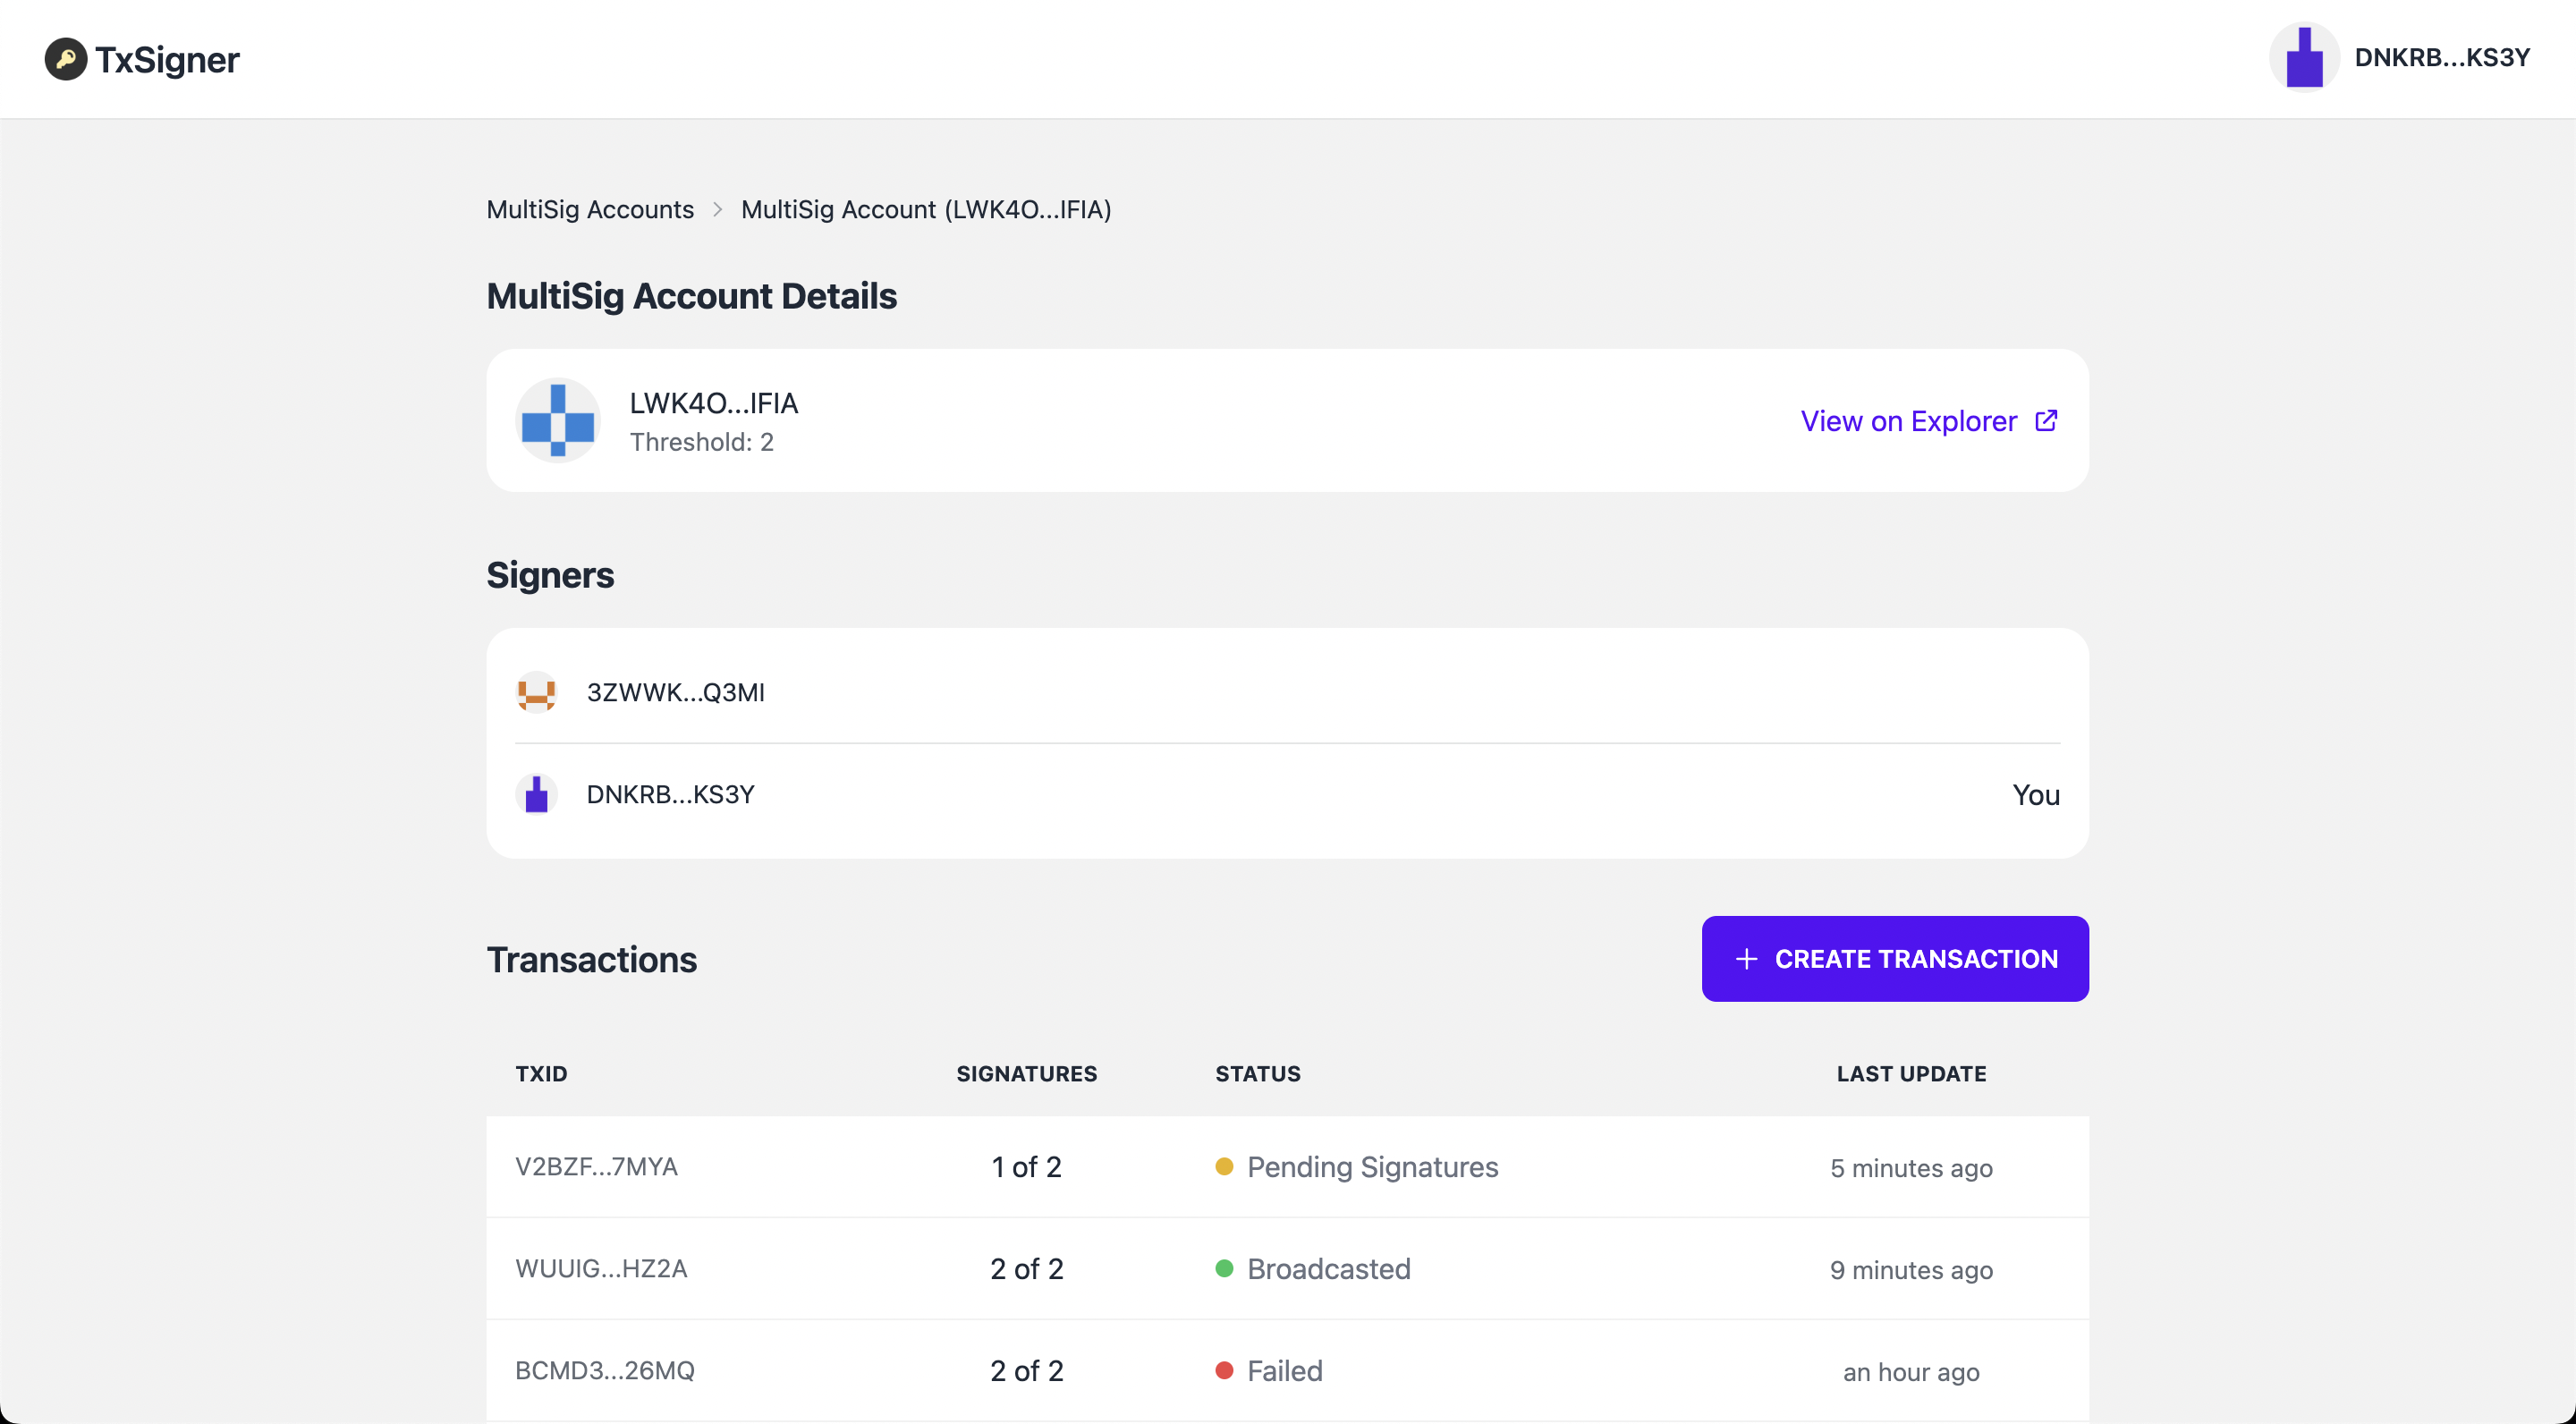 TxSigner
DNKRB...KS3Y
MultiSig Accounts > MultiSig Account (LWK4O...IFIA)
MultiSig Account Details
LWK4O...IFIA
Threshold: 2
View on Explorer
Signers
3ZWWK...Q3MI
DNKRB...KS3Y You
Transactions
+ CREATE TRANSACTION
TXID SIGNATURES STATUS LAST UPDATE
V2BZF...7MYA 1 of 2 Pending Signatures 5 minutes ago
WUUIG...HZ2A 2 of 2 Broadcasted 9 minutes ago
BCMD3...26MQ 2 of 2 Failed an hour ago